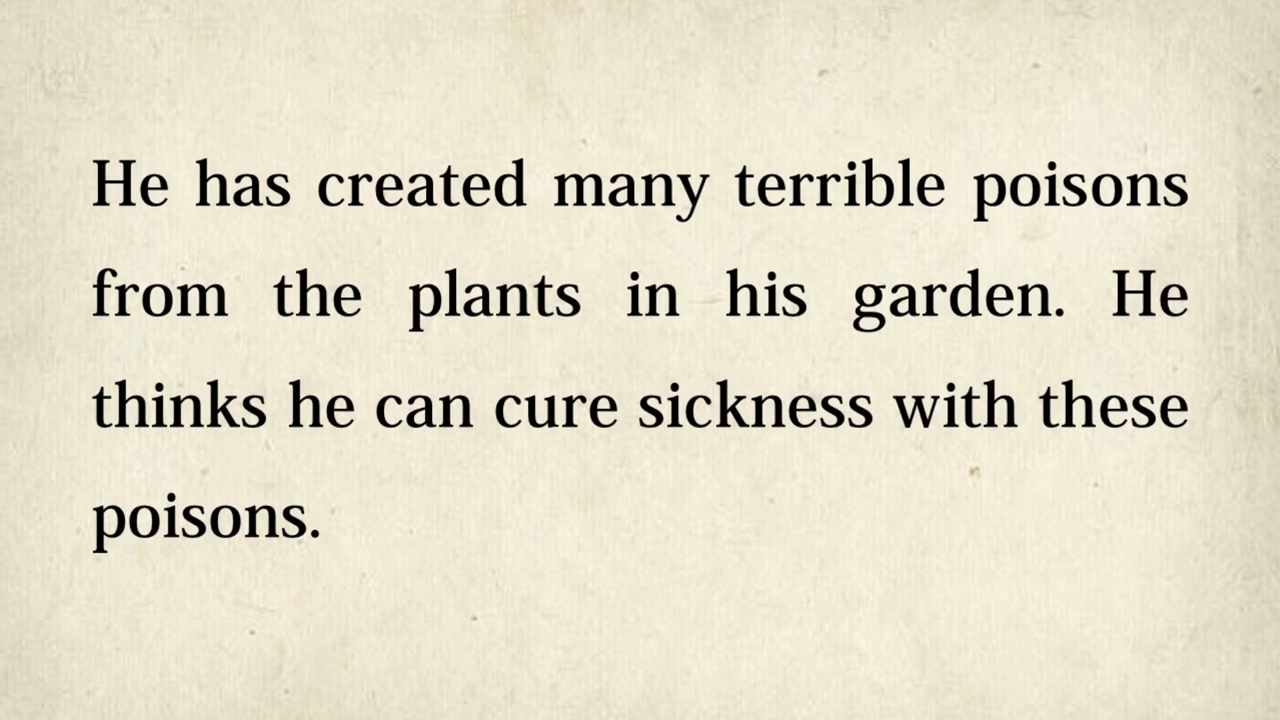 He has created many terrible poisons
from the plants in his garden. He
thinks he can cure sickness with these
poisons.